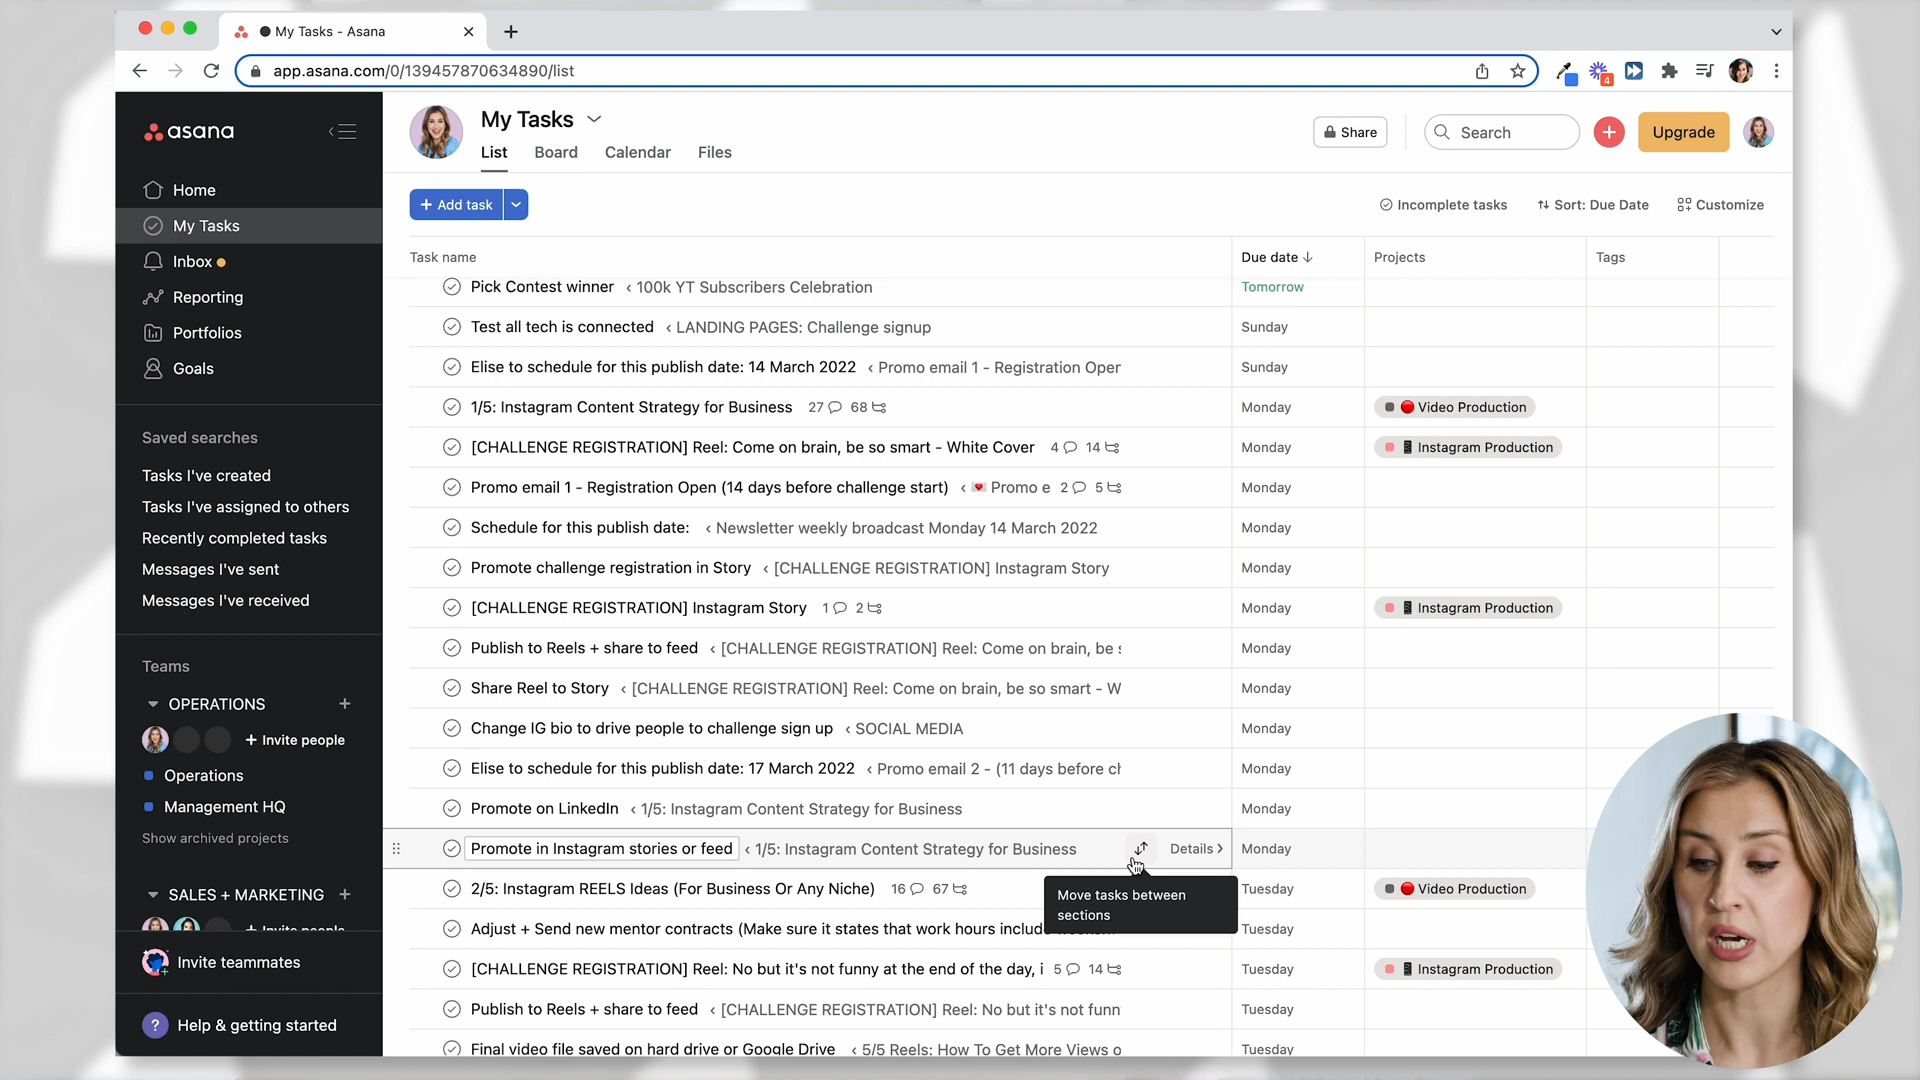 My Tasks - Asana
app.asana.com/0/139457870634890/list
4
asana
Home
My Tasks
Inbox
Reporting
Portfolios
Goals
Saved searches
Tasks I've created
Tasks I've assigned to others
Recently completed tasks
Messages I've sent
Messages I've received
Teams
OPERATIONS +
+ Invite people
Operations
Management HQ
Show archived projects
SALES + MARKETING +
+ Invite people
Invite teammates
? Help & getting started
My Tasks
List Board Calendar Files
Share
Search
Upgrade
+ Add task
Incomplete tasks
Sort: Due Date
Customize
Task name Due date ↓ Projects Tags
Pick Contest winner ‹ 100k YT Subscribers Celebration Tomorrow
Test all tech is connected ‹ LANDING PAGES: Challenge signup Sunday
Elise to schedule for this publish date: 14 March 2022 ‹ Promo email 1 - Registration Oper Sunday
1/5: Instagram Content Strategy for Business 27 68 Monday Video Production
[CHALLENGE REGISTRATION] Reel: Come on brain, be so smart - White Cover 4 14 Monday Instagram Production
Promo email 1 - Registration Open (14 days before challenge start) ‹ 💌 Promo e 2 5 Monday
Schedule for this publish date: ‹ Newsletter weekly broadcast Monday 14 March 2022 Monday
Promote challenge registration in Story ‹ [CHALLENGE REGISTRATION] Instagram Story Monday
[CHALLENGE REGISTRATION] Instagram Story 1 2 Monday Instagram Production
Publish to Reels + share to feed ‹ [CHALLENGE REGISTRATION] Reel: Come on brain, be s Monday
Share Reel to Story ‹ [CHALLENGE REGISTRATION] Reel: Come on brain, be so smart - W Monday
Change IG bio to drive people to challenge sign up ‹ SOCIAL MEDIA Monday
Elise to schedule for this publish date: 17 March 2022 ‹ Promo email 2 - (11 days before ch Monday
Promote on LinkedIn ‹ 1/5: Instagram Content Strategy for Business Monday
Promote in Instagram stories or feed ‹ 1/5: Instagram Content Strategy for Business Details › Monday
Move tasks between
sections
2/5: Instagram REELS Ideas (For Business Or Any Niche) 16 67 Tuesday Video Production
Adjust + Send new mentor contracts (Make sure it states that work hours includ Tuesday
[CHALLENGE REGISTRATION] Reel: No but it's not funny at the end of the day, i 5 14 Tuesday Instagram Production
Publish to Reels + share to feed ‹ [CHALLENGE REGISTRATION] Reel: No but it's not funn Tuesday
Final video file saved on hard drive or Google Drive ‹ 5/5 Reels: How To Get More Views o Tuesday